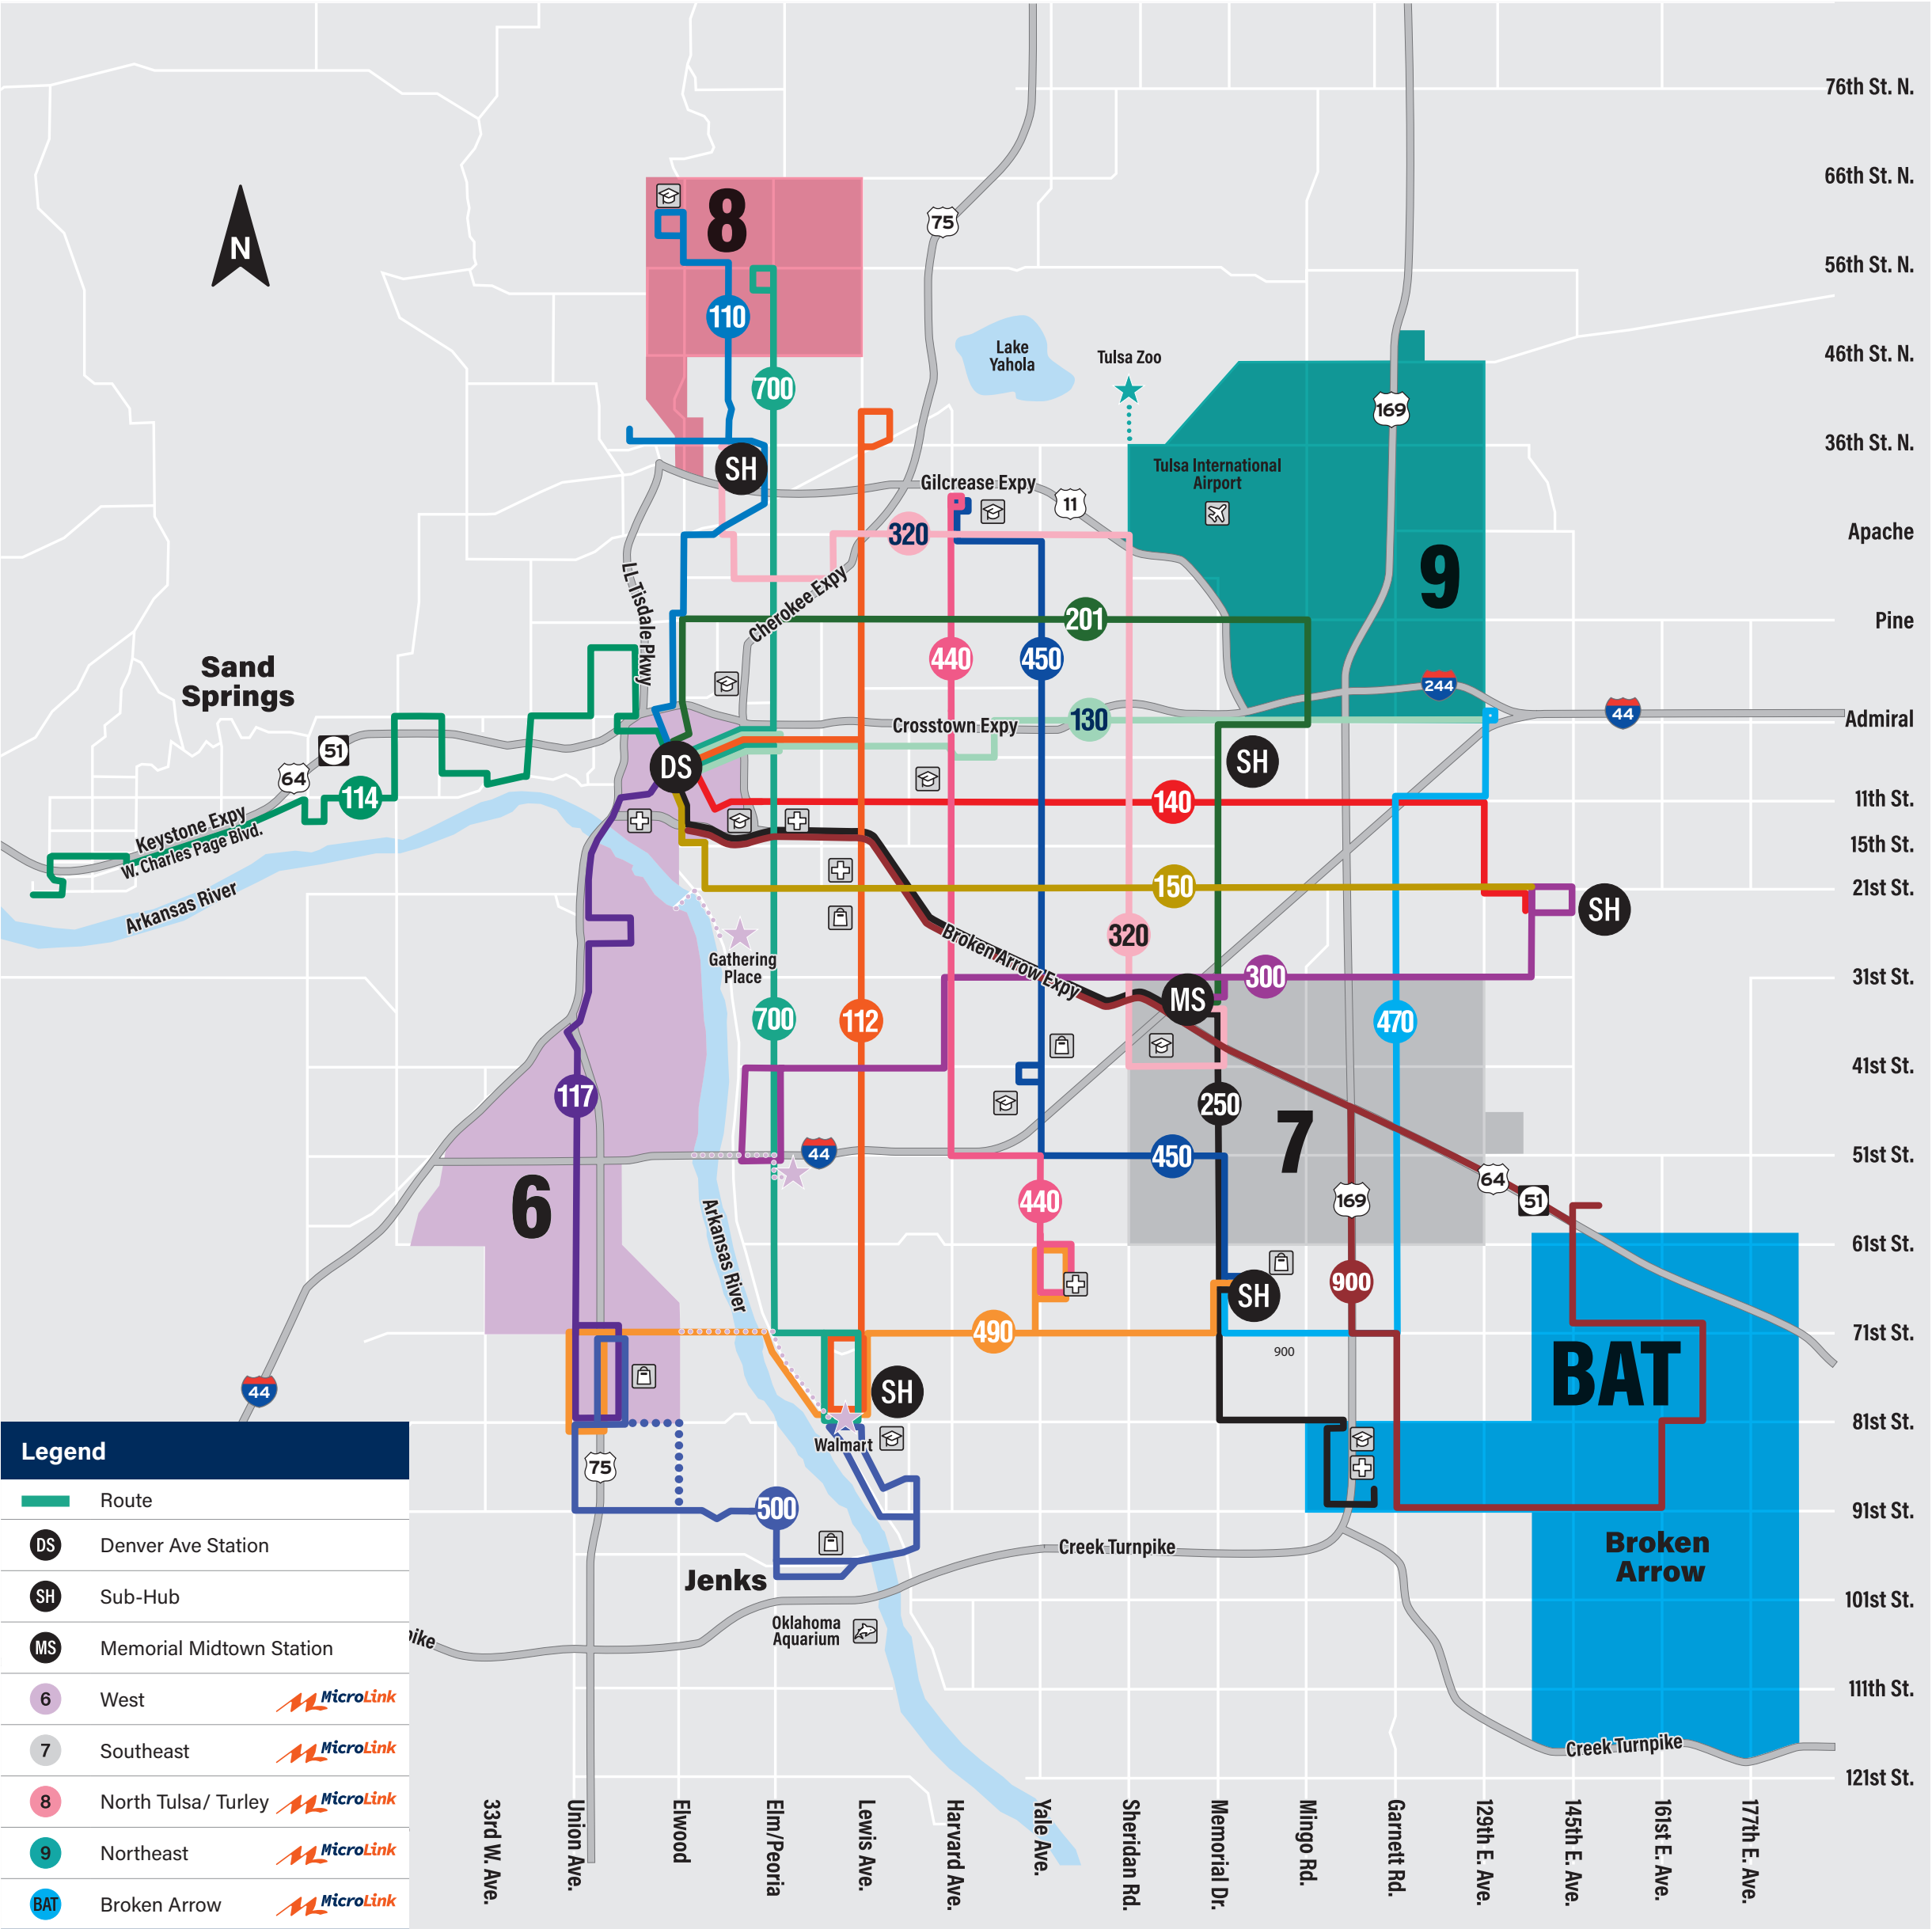 76th St. N.
66th St. N.
8
75
N
56th St. N.
110
Lake
Yahola
Tulsa Zoo
46th St. N.
700
169
36th St. N.
SH
Tulsa International
Airport
Gilcrease Expy
11
320
Apache
LL Tisdale Pkwy
Cherokee Expy
9
201
Pine
Sand
Springs
440
450
244
44
130
Crosstown Expy
Admiral
51
64
DS
SH
114
140
11th St.
Keystone Expy
W. Charles Page Blvd.
15th St.
Arkansas River
150
21st St.
SH
320
Broken Arrow Expy
Gathering
Place
300
31st St.
MS
700
112
470
41st St.
117
250
7
44
450
51st St.
64
6
440
169
51
Arkansas River
61st St.
900
SH
490
71st St.
900
BAT
44
SH
81st St.
Walmart
75
500
91st St.
Broken
Arrow
Creek Turnpike
Jenks
101st St.
Oklahoma
Aquarium
ike
111th St.
Creek Turnpike
121st St.
33rd W. Ave.
Union Ave.
Elwood
Elm/Peoria
Lewis Ave.
Harvard Ave.
Yale Ave.
Sheridan Rd.
Memorial Dr.
Mingo Rd.
Garnett Rd.
129th E. Ave.
145th E. Ave.
161st E. Ave.
177th E. Ave.
Legend
Route
DS Denver Ave Station
SH Sub-Hub
MS Memorial Midtown Station
6 West MicroLink
7 Southeast MicroLink
8 North Tulsa/ Turley MicroLink
9 Northeast MicroLink
BAT Broken Arrow MicroLink